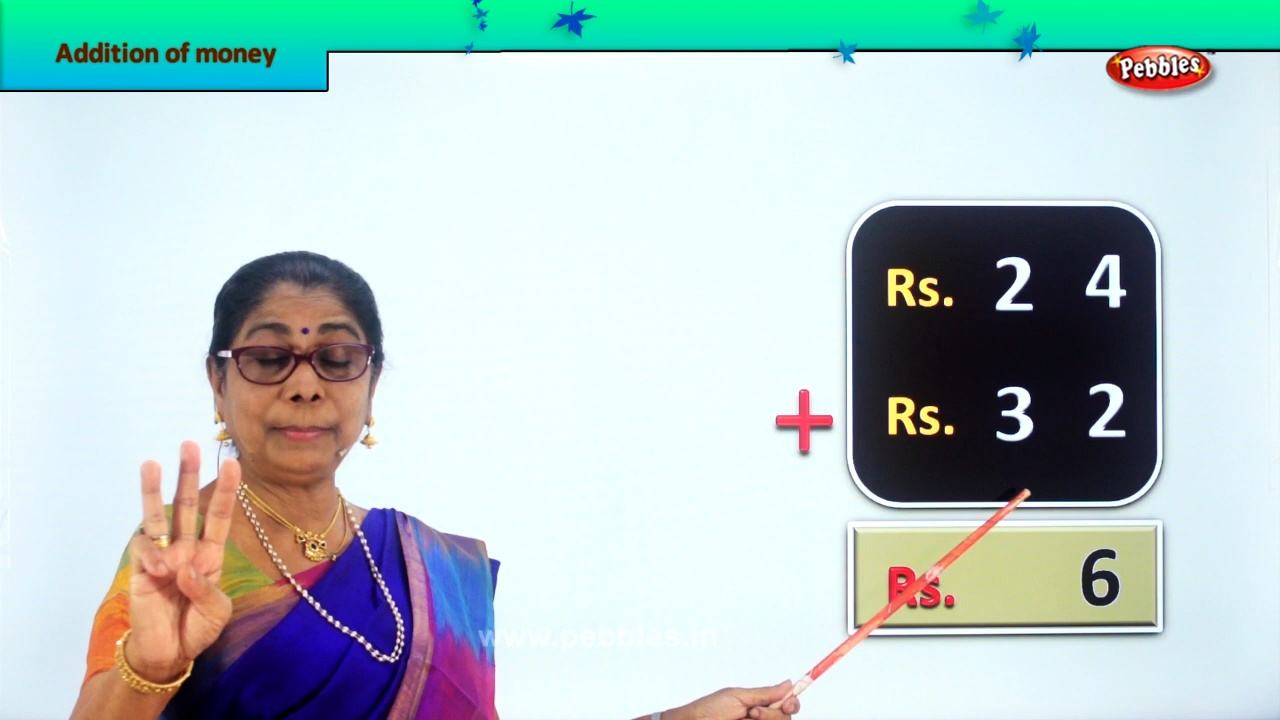 Addition of money
Pebbles
Rs. 2 4
+ Rs. 3 2
Rs. 6
www.pebbles.in